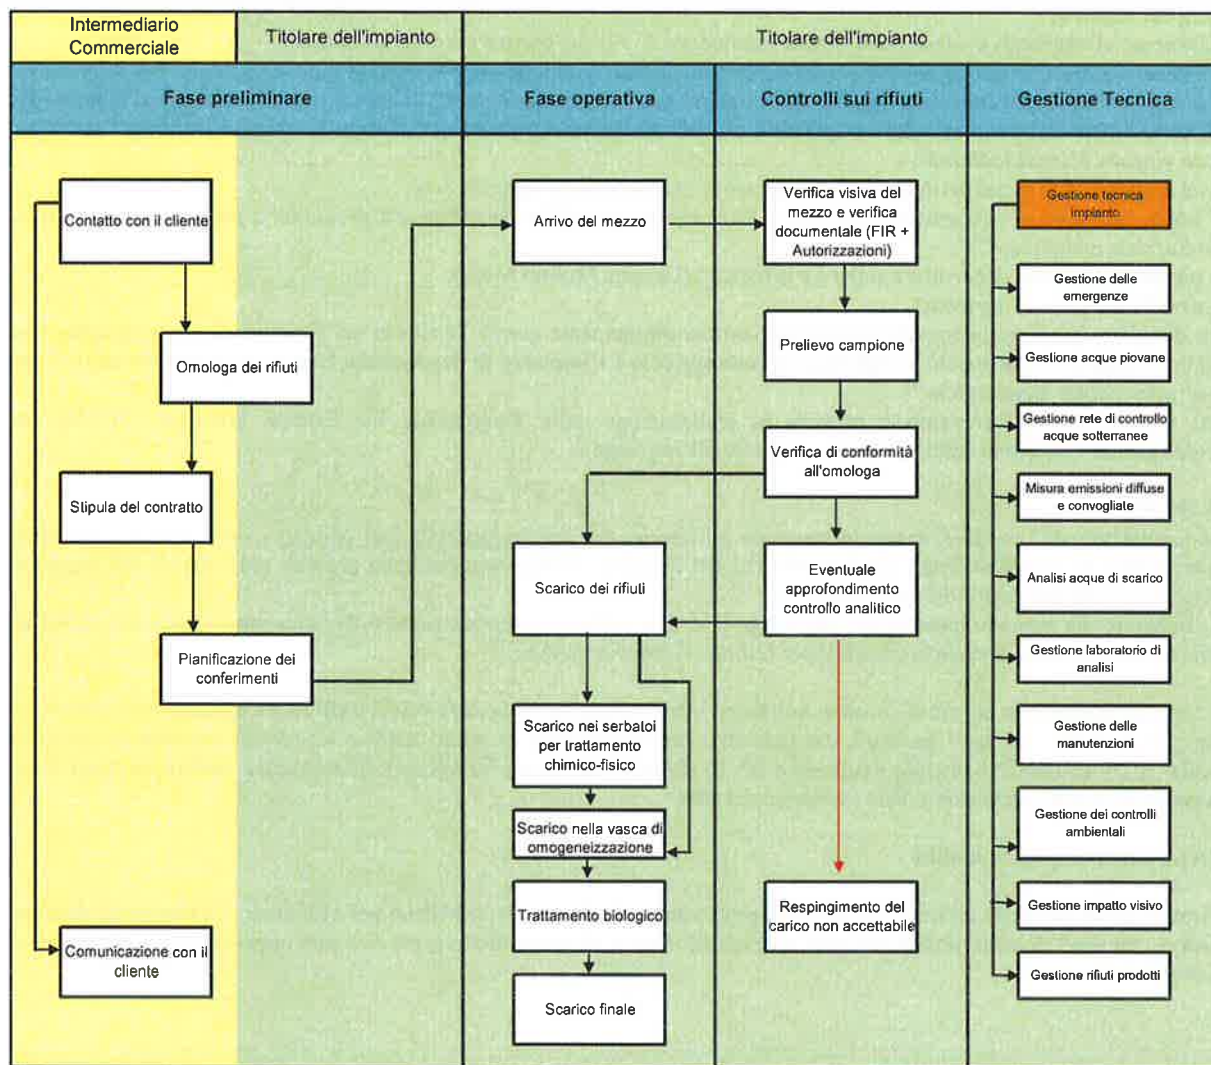 Intermediario
Commerciale
Titolare dell'impianto
Titolare dell'impianto
Fase preliminare
Fase operativa
Controlli sui rifiuti
Gestione Tecnica
Contatto con il cliente
Omologa dei rifiuti
Stipula del contratto
Pianificazione dei
conferimenti
Comunicazione con il
cliente
Arrivo del mezzo
Scarico dei rifiuti
Scarico nei serbatoi
per trattamento
chimico-fisico
Scarico nella vasca di
omogeneizzazione
Trattamento biologico
Scarico finale
Verifica visiva del
mezzo e verifica
documentale (FIR +
Autorizzazioni)
Prelievo campione
Verifica di conformità
all'omologa
Eventuale
approfondimento
controllo analitico
Respingimento del
carico non accettabile
Gestione tecnica
impianto
Gestione delle
emergenze
Gestione acque piovane
Gestione rete di controllo
acque sotterranee
Misura emissioni diffuse
e convogliate
Analisi acque di scarico
Gestione laboratorio di
analisi
Gestione delle
manutenzioni
Gestione dei controlli
ambientali
Gestione impatto visivo
Gestione rifiuti prodotti